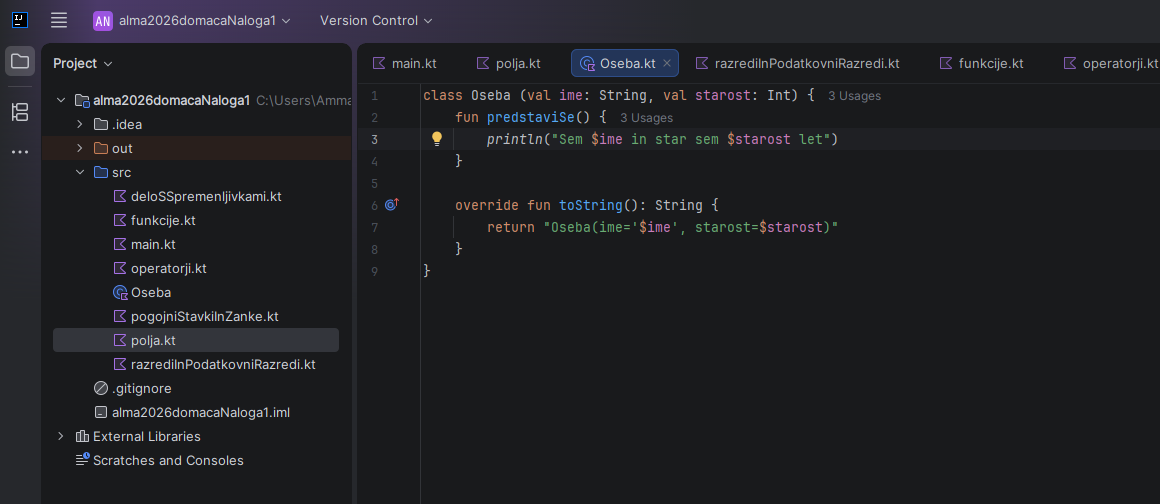 IJ
AN alma2026domacaNaloga1 Version Control
Project
alma2026domacaNaloga1 C:\Users\Amma
.idea
out
src
deloSSpremenljivkami.kt
funkcije.kt
main.kt
operatorji.kt
Oseba
pogojniStavkiInZanke.kt
polja.kt
razrediInPodatkovniRazredi.kt
.gitignore
alma2026domacaNaloga1.iml
External Libraries
Scratches and Consoles
main.kt polja.kt Oseba.kt razrediInPodatkovniRazredi.kt funkcije.kt operatorji.kt
1 class Oseba (val ime: String, val starost: Int) { 3 Usages
2 fun predstaviSe() { 3 Usages
3 println("Sem $ime in star sem $starost let")
4 }
5
6 override fun toString(): String {
7 return "Oseba(ime='$ime', starost=$starost)"
8 }
9 }